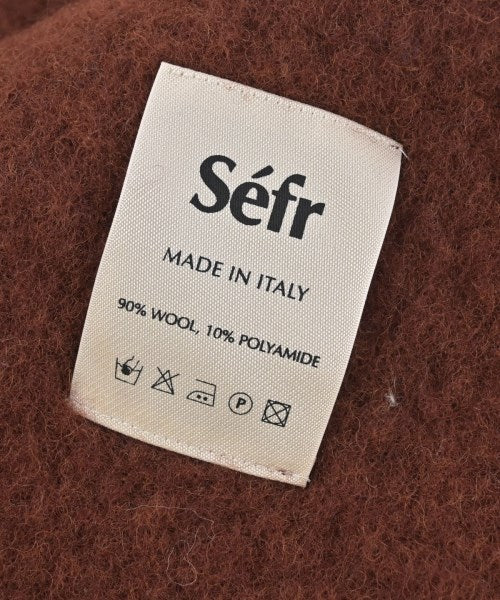 Séfr
MADE IN ITALY
90% WOOL, 10% POLYAMIDE
P